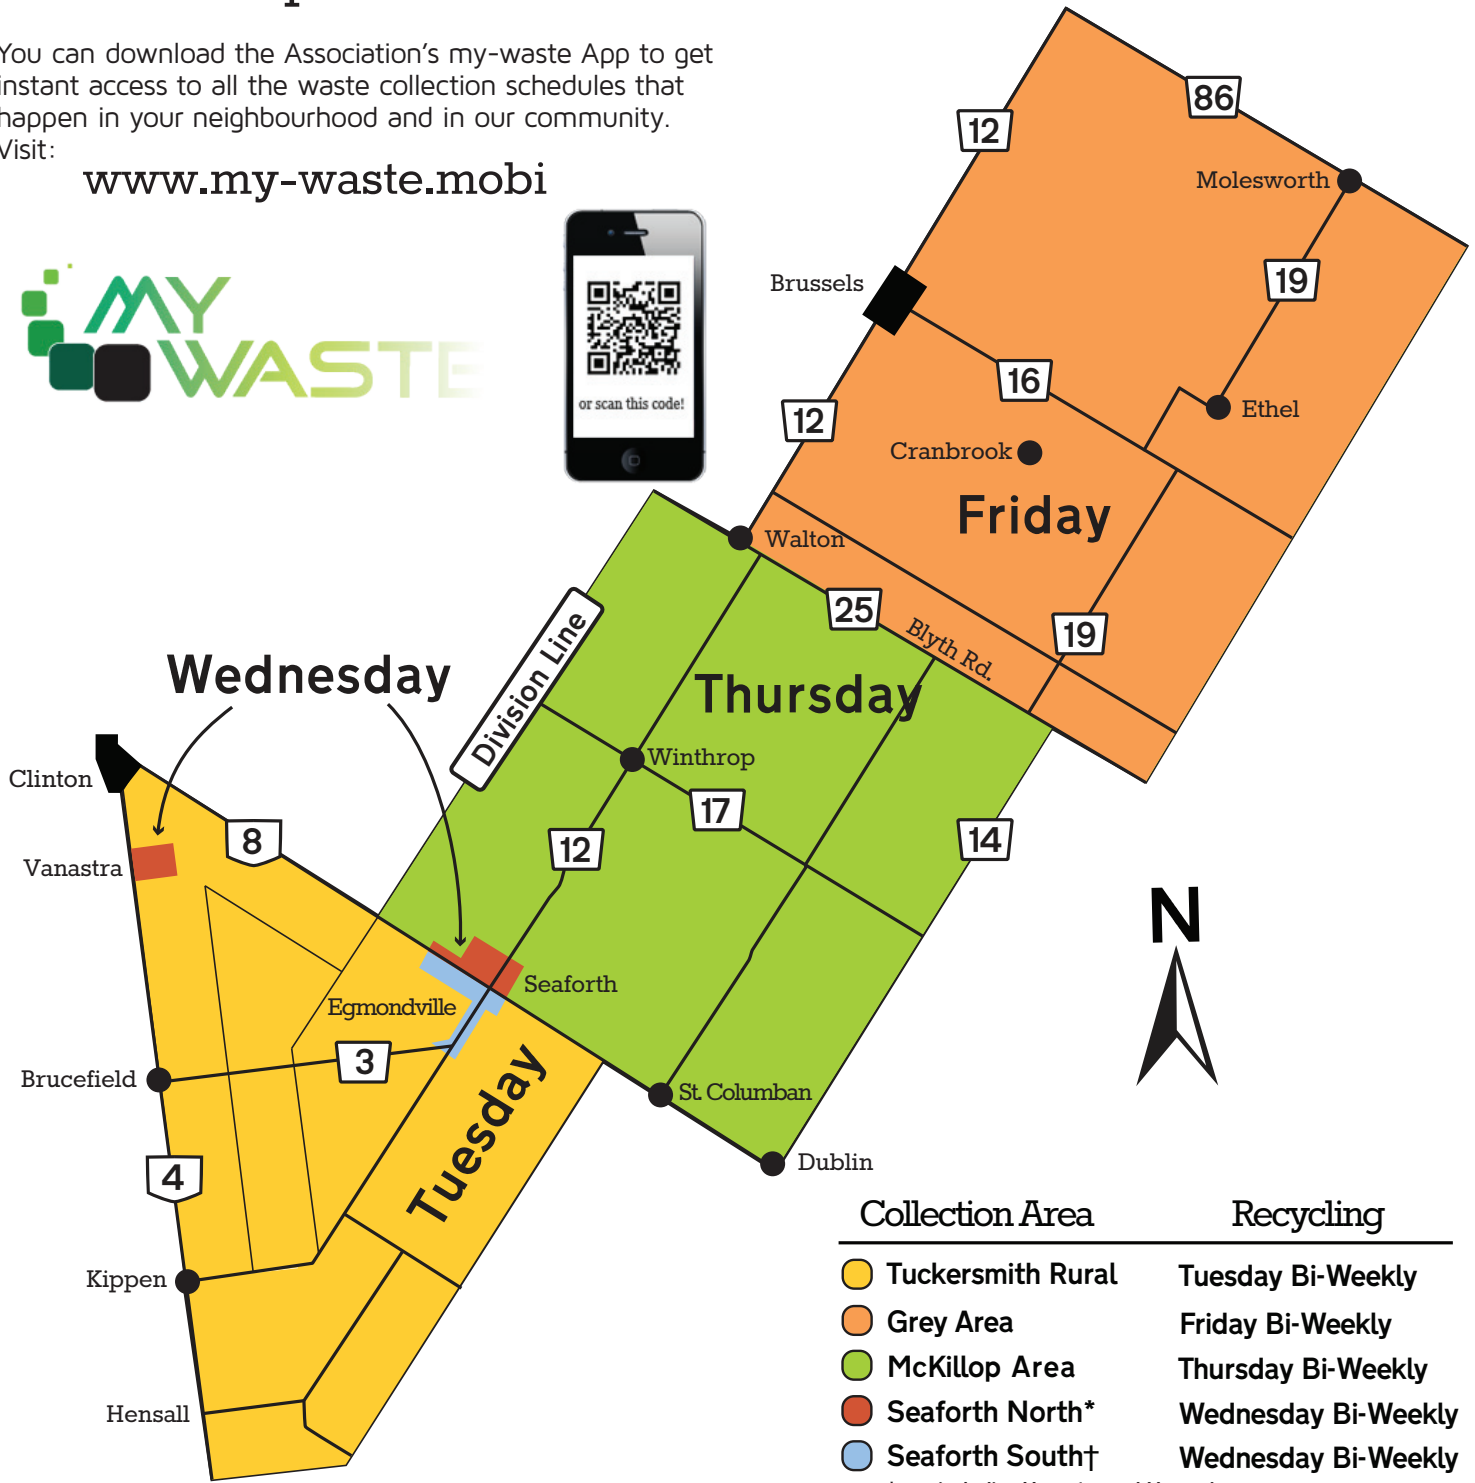 You can download the Association's my-waste App to get
instant access to all the waste collection schedules that
happen in your neighbourhood and in our community.
Visit:
www.my-waste.mobi
MY
WASTE
or scan this code!
86
12
Molesworth
19
Brussels
16
12
Ethel
Cranbrook
Friday
Walton
25
Blyth Rd.
19
Division Line
Wednesday
Thursday
Winthrop
Clinton
17
8
12
14
Vanastra
N
Seaforth
Egmondville
3
Brucefield
Tuesday
St. Columban
4
Dublin
Kippen
Hensall
Collection Area Recycling
Tuckersmith Rural Tuesday Bi-Weekly
Grey Area Friday Bi-Weekly
McKillop Area Thursday Bi-Weekly
Seaforth North* Wednesday Bi-Weekly
Seaforth South† Wednesday Bi-Weekly